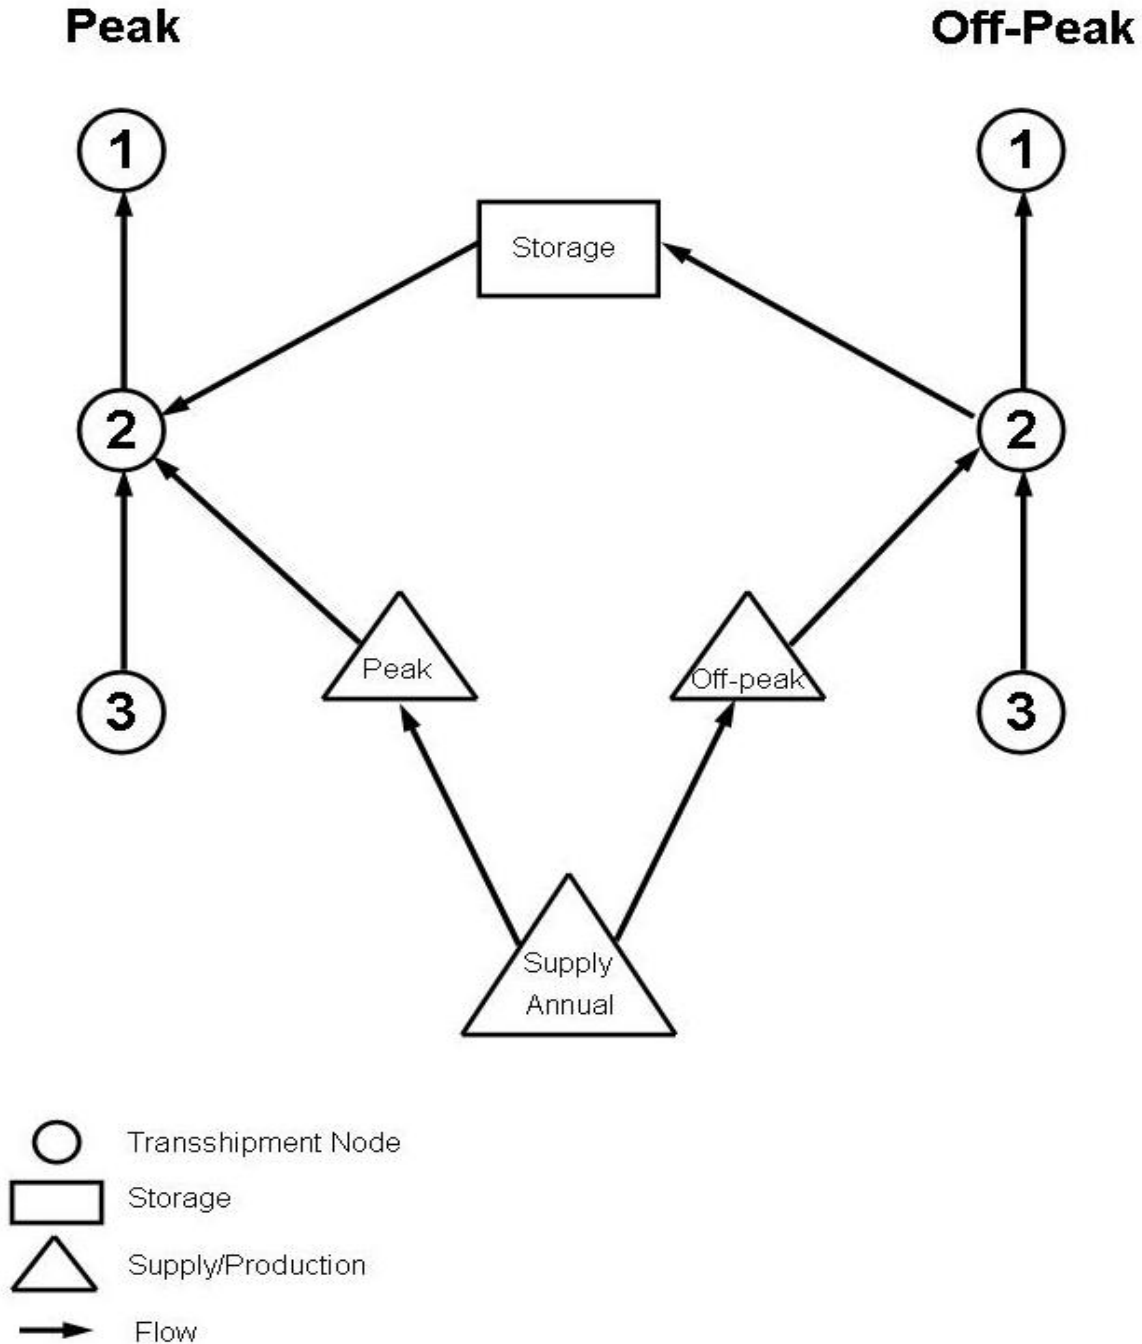 Peak
Off-Peak
1
1
Storage
2
2
Peak
Off-peak
3
3
Supply
Annual
Transshipment Node
Storage
Supply/Production
Flow